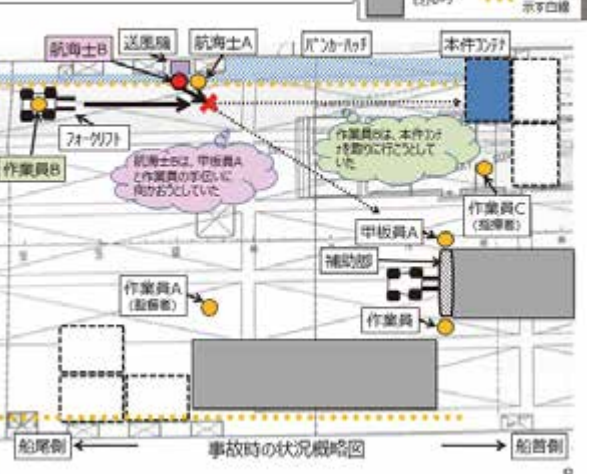 示す白線
航海士B
送風機
航海士A
バンカーハッチ
本件コンテナ
フォークリフト
作業員B
航海士Bは、甲板員A
と作業員の手伝いに
向かおうとしていた
作業員Bは、本件コンテ
ナを取りに行こうとして
いた
作業員C
(指揮者)
甲板員A
補助部
作業員A
作業員
船尾側
事故時の状況概略図
船首側